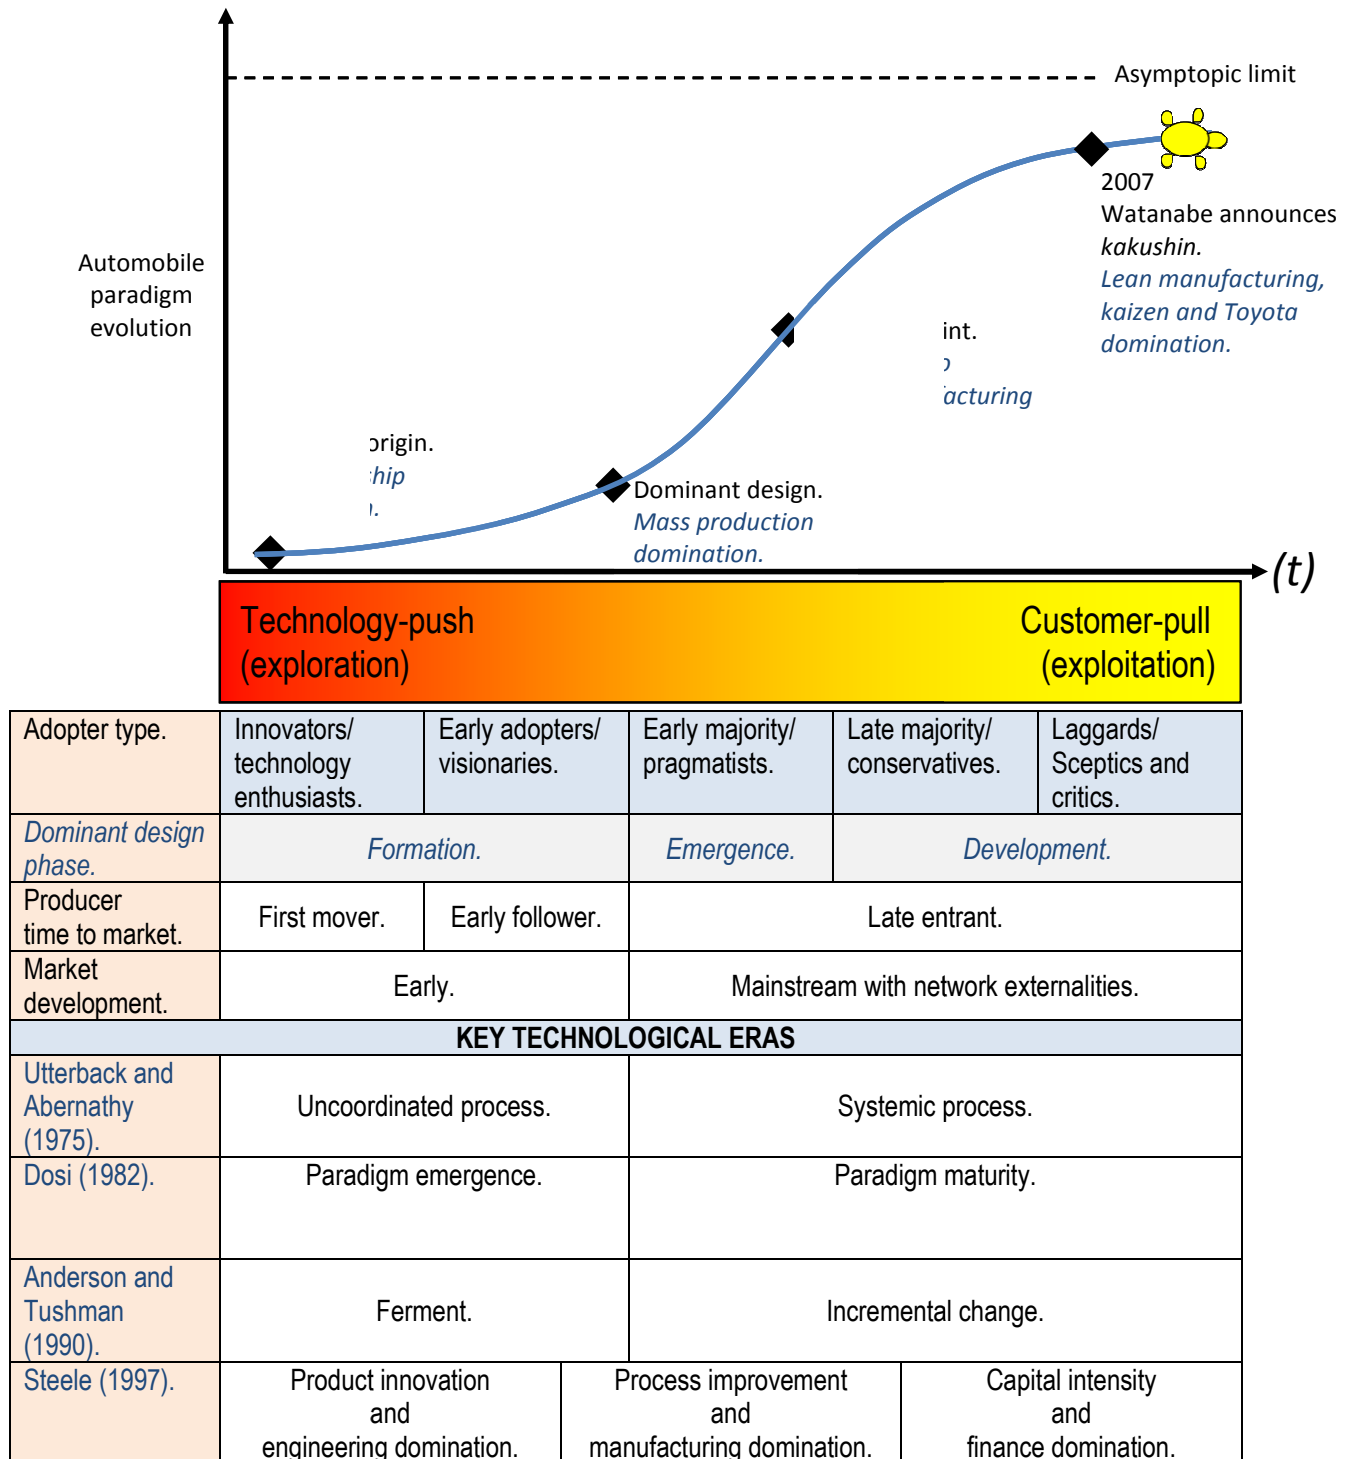 Asymptopic limit
2007
Watanabe announces
kakushin.
Lean manufacturing,
kaizen and Toyota
domination.
Automobile
paradigm
evolution
int.
acturing
origin.
hip
Dominant design.
Mass production
domination.
(t)
Technology-push
(exploration)
Customer-pull
(exploitation)
Adopter type.
Innovators/
technology
enthusiasts.
Early adopters/
visionaries.
Early majority/
pragmatists.
Late majority/
conservatives.
Laggards/
Sceptics and
critics.
Dominant design
phase.
Formation.
Emergence.
Development.
Producer
time to market.
First mover.
Early follower.
Late entrant.
Market
development.
Early.
Mainstream with network externalities.
KEY TECHNOLOGICAL ERAS
Utterback and
Abernathy
(1975).
Uncoordinated process.
Systemic process.
Dosi (1982).
Paradigm emergence.
Paradigm maturity.
Anderson and
Tushman
(1990).
Ferment.
Incremental change.
Steele (1997).
Product innovation
and
engineering domination.
Process improvement
and
manufacturing domination.
Capital intensity
and
finance domination.